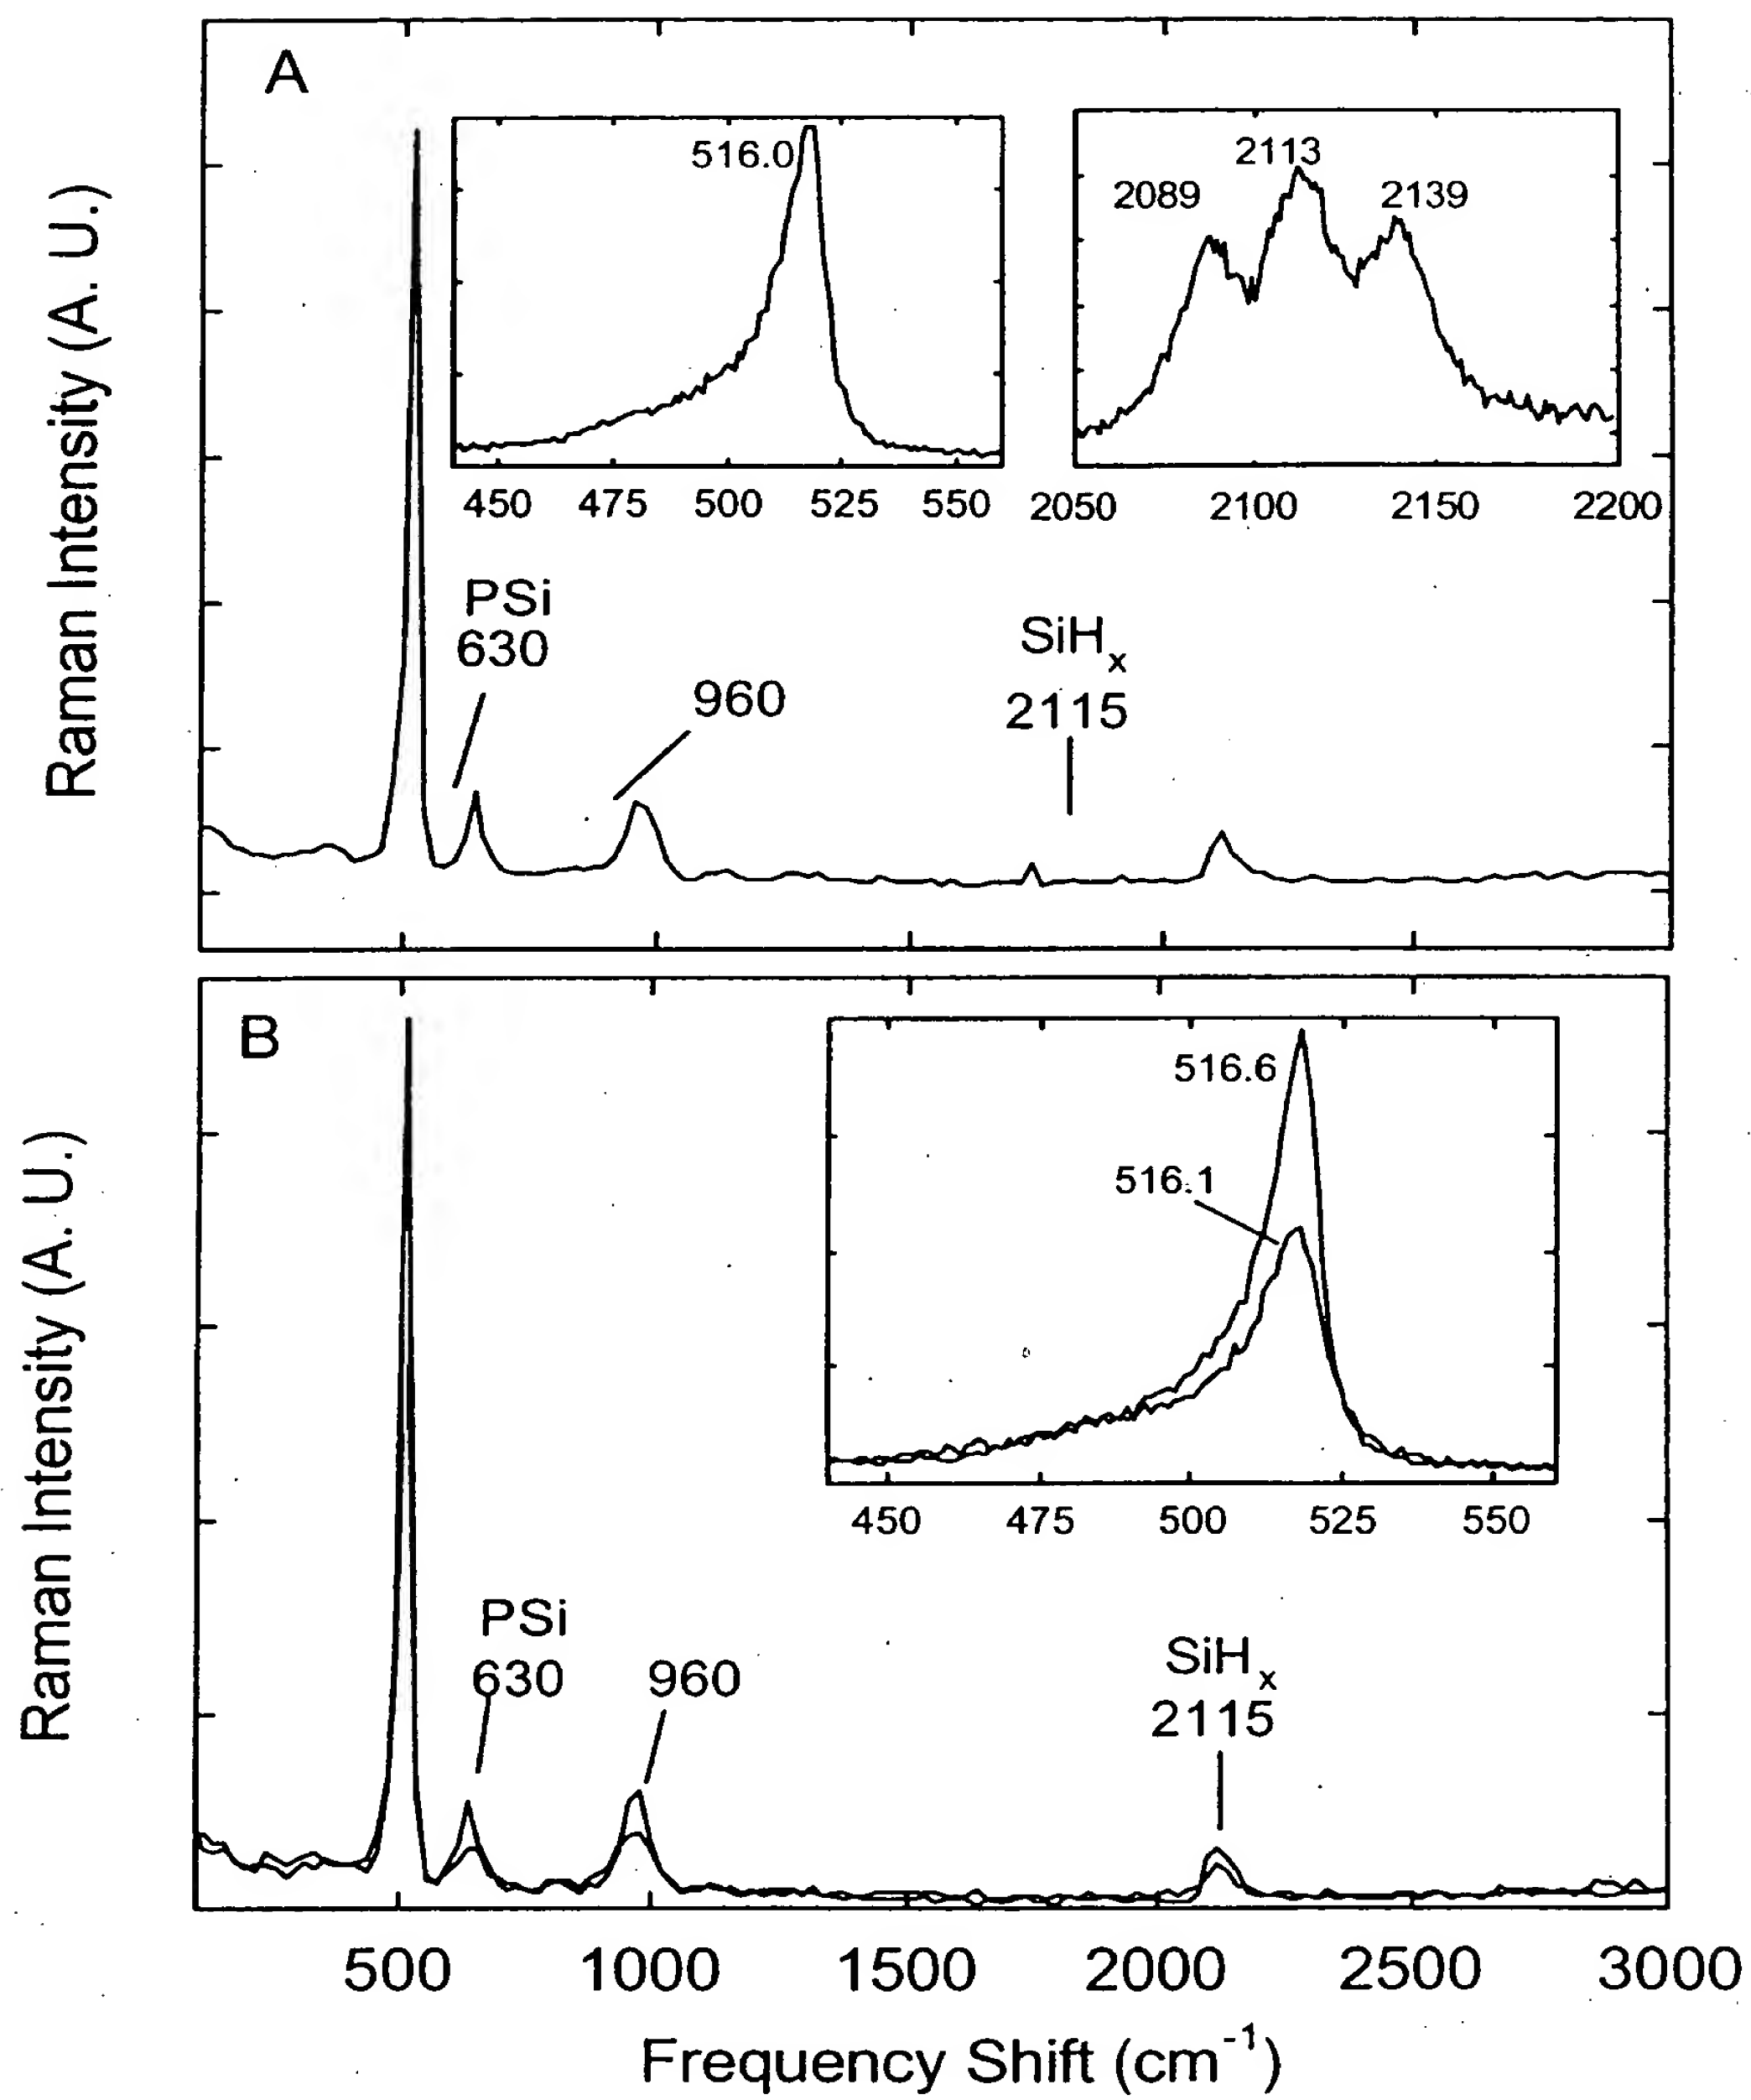 A
Raman Intensity (A. U.)
516.0
450 475 500 525 550
2113
2089 2139
2050 2100 2150 2200
PSi
630
960
SiHx
2115
B
Raman Intensity (A. U.)
516.6
516.1
450 475 500 525 550
PSi
630
960
SiHx
2115
500 1000 1500 2000 2500 3000
Frequency Shift (cm⁻¹)